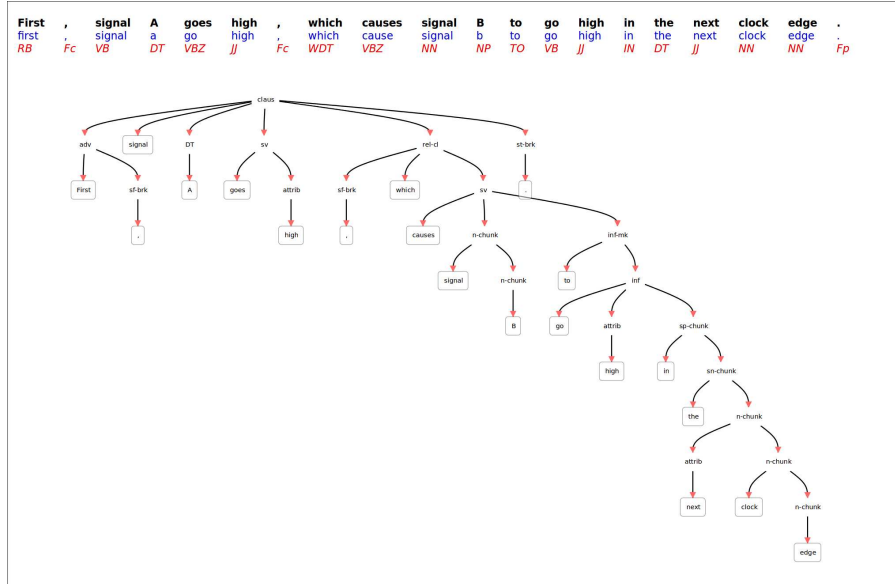 First , signal A goes high , which causes signal B to go high in the next clock edge .
first , signal a go high , which cause signal b to go high in the next clock edge .
RB Fc VB DT VBZ JJ Fc WDT VBZ NN NP TO VB JJ IN DT JJ NN NN Fp
claus
adv signal DT sv rel-cl st-brk
First sf-brk A goes attrib sf-brk which sv .
, high , causes n-chunk inf-mk
signal n-chunk to inf
B go attrib sp-chunk
high in sn-chunk
the n-chunk
attrib n-chunk
next clock n-chunk
edge